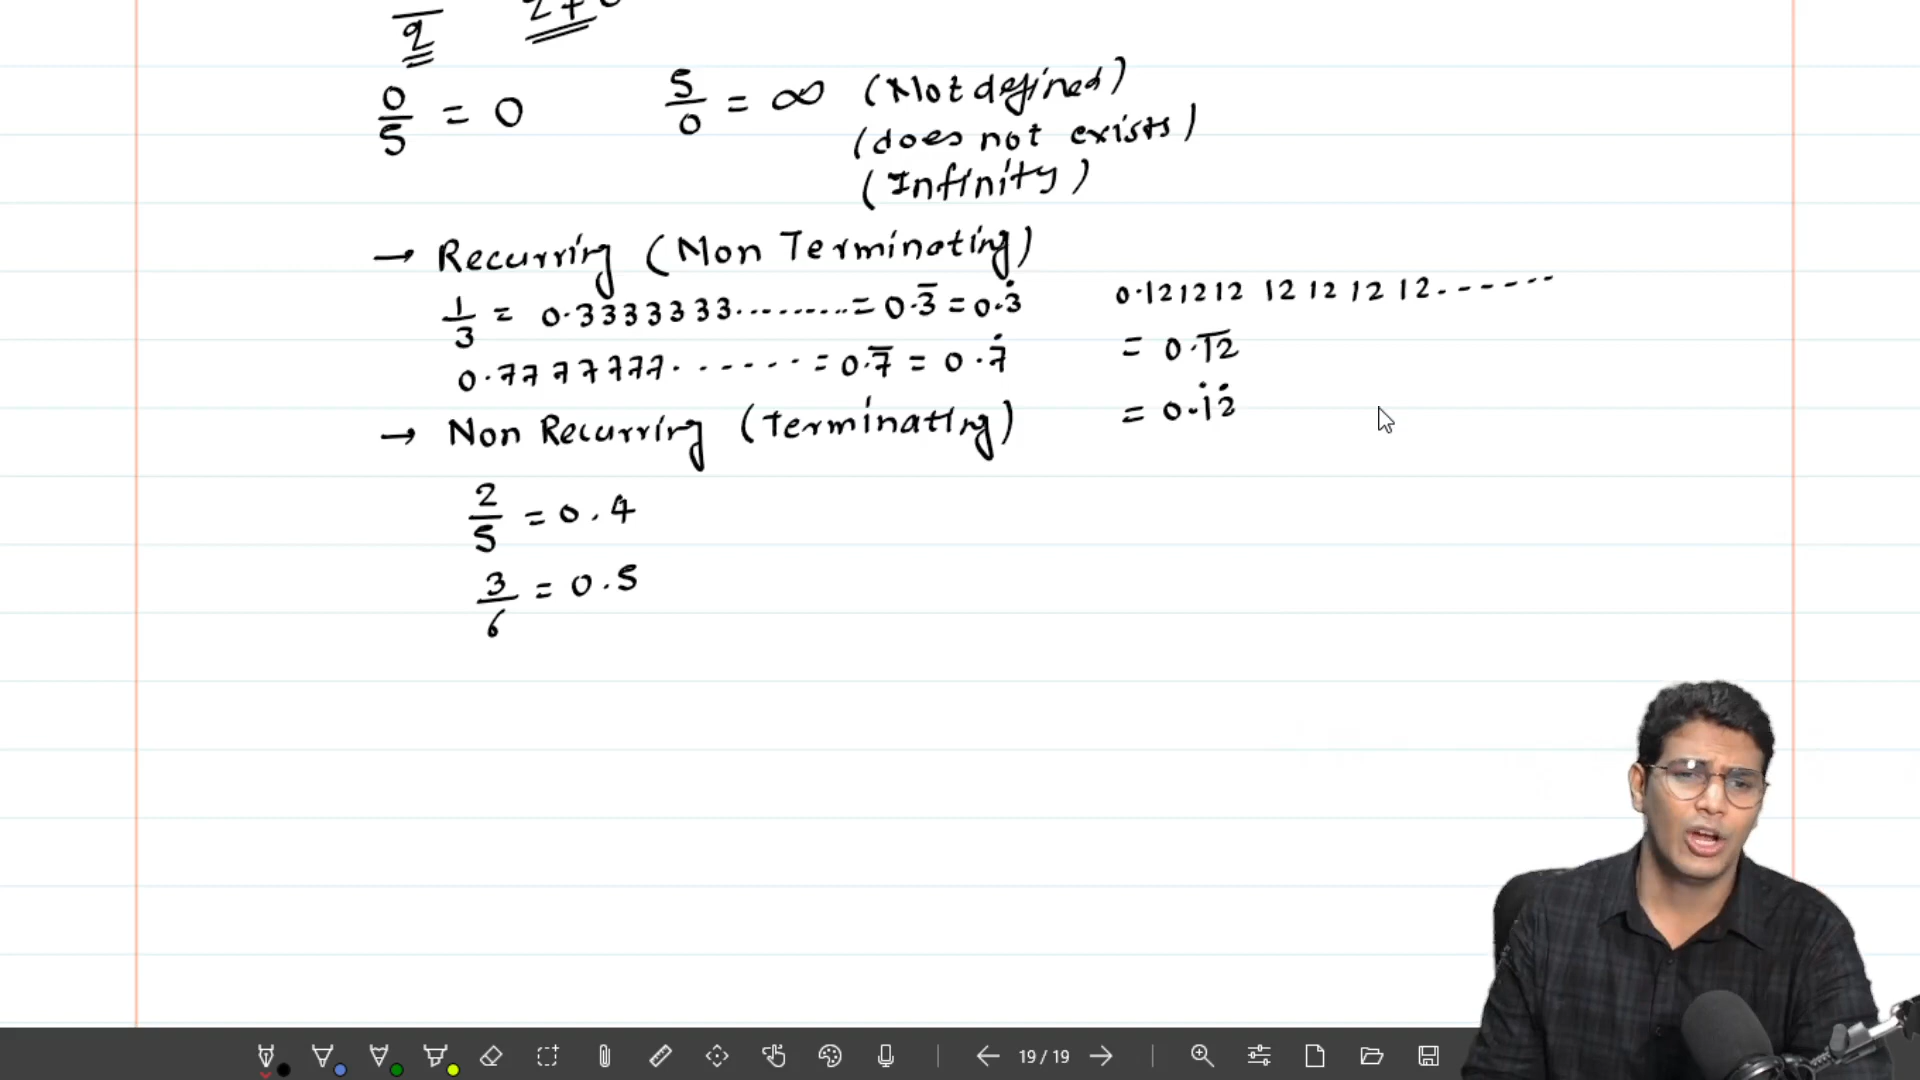 q
0/5 = 0
5/0 = ∞ (Not defined)
(does not exists)
(Infinity)
→ Recurring (Non Terminating)
1/3 = 0.3333333......... = 0.3̅ = 0.3̇
0.77 77777. ...... = 0.7̅ = 0.7̇
→ Non Recurring (Terminating)
2/5 = 0.4
3/6 = 0.5
0.121212 12 12 12 12.------
= 0.1̅2̅
= 0.1̇2̇
19 / 19